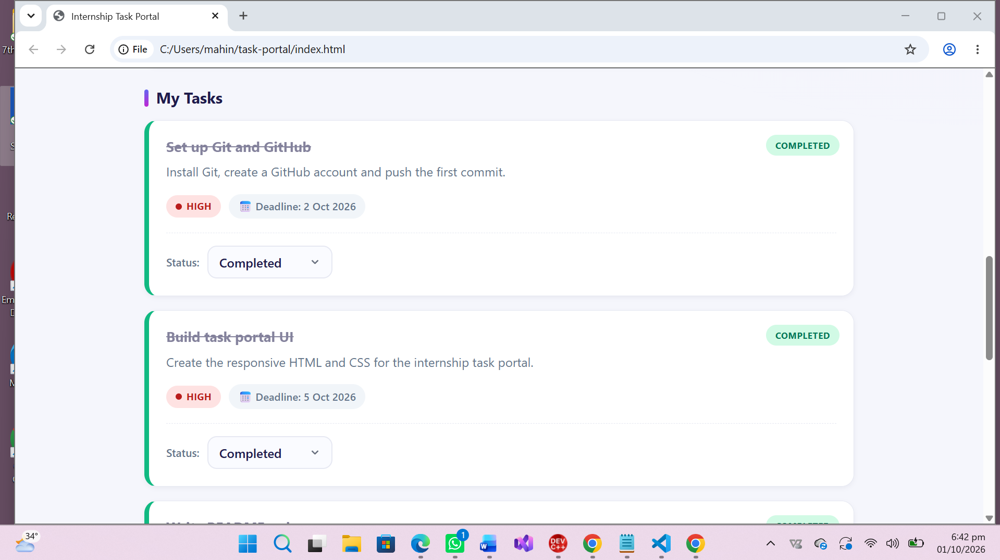 Internship Task Portal
File
C:/Users/mahin/task-portal/index.html
7th
My Tasks
Set up Git and GitHub
COMPLETED
Install Git, create a GitHub account and push the first commit.
HIGH
Deadline: 2 Oct 2026
Status:
Completed
Build task portal UI
COMPLETED
Create the responsive HTML and CSS for the internship task portal.
HIGH
Deadline: 5 Oct 2026
Status:
Completed
34°
1
W
DEV
C++
6:42 pm
01/10/2026